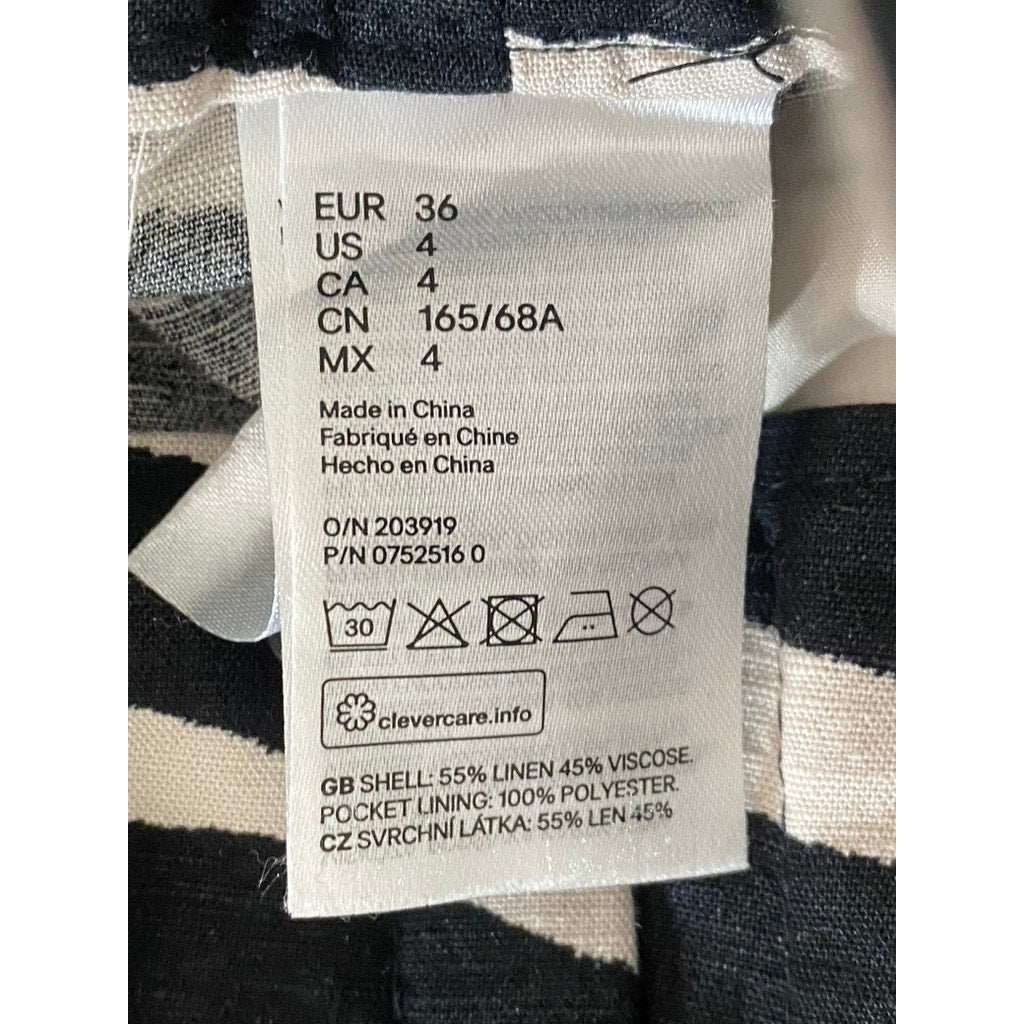 EUR 36
US 4
CA 4
CN 165/68A
MX 4
Made in China
Fabriqué en Chine
Hecho en China
O/N 203919
P/N 0752516 0
30
clevercare.info
GB SHELL: 55% LINEN 45% VISCOSE.
POCKET LINING: 100% POLYESTER.
CZ SVRCHNÍ LÁTKA: 55% LEN 45%